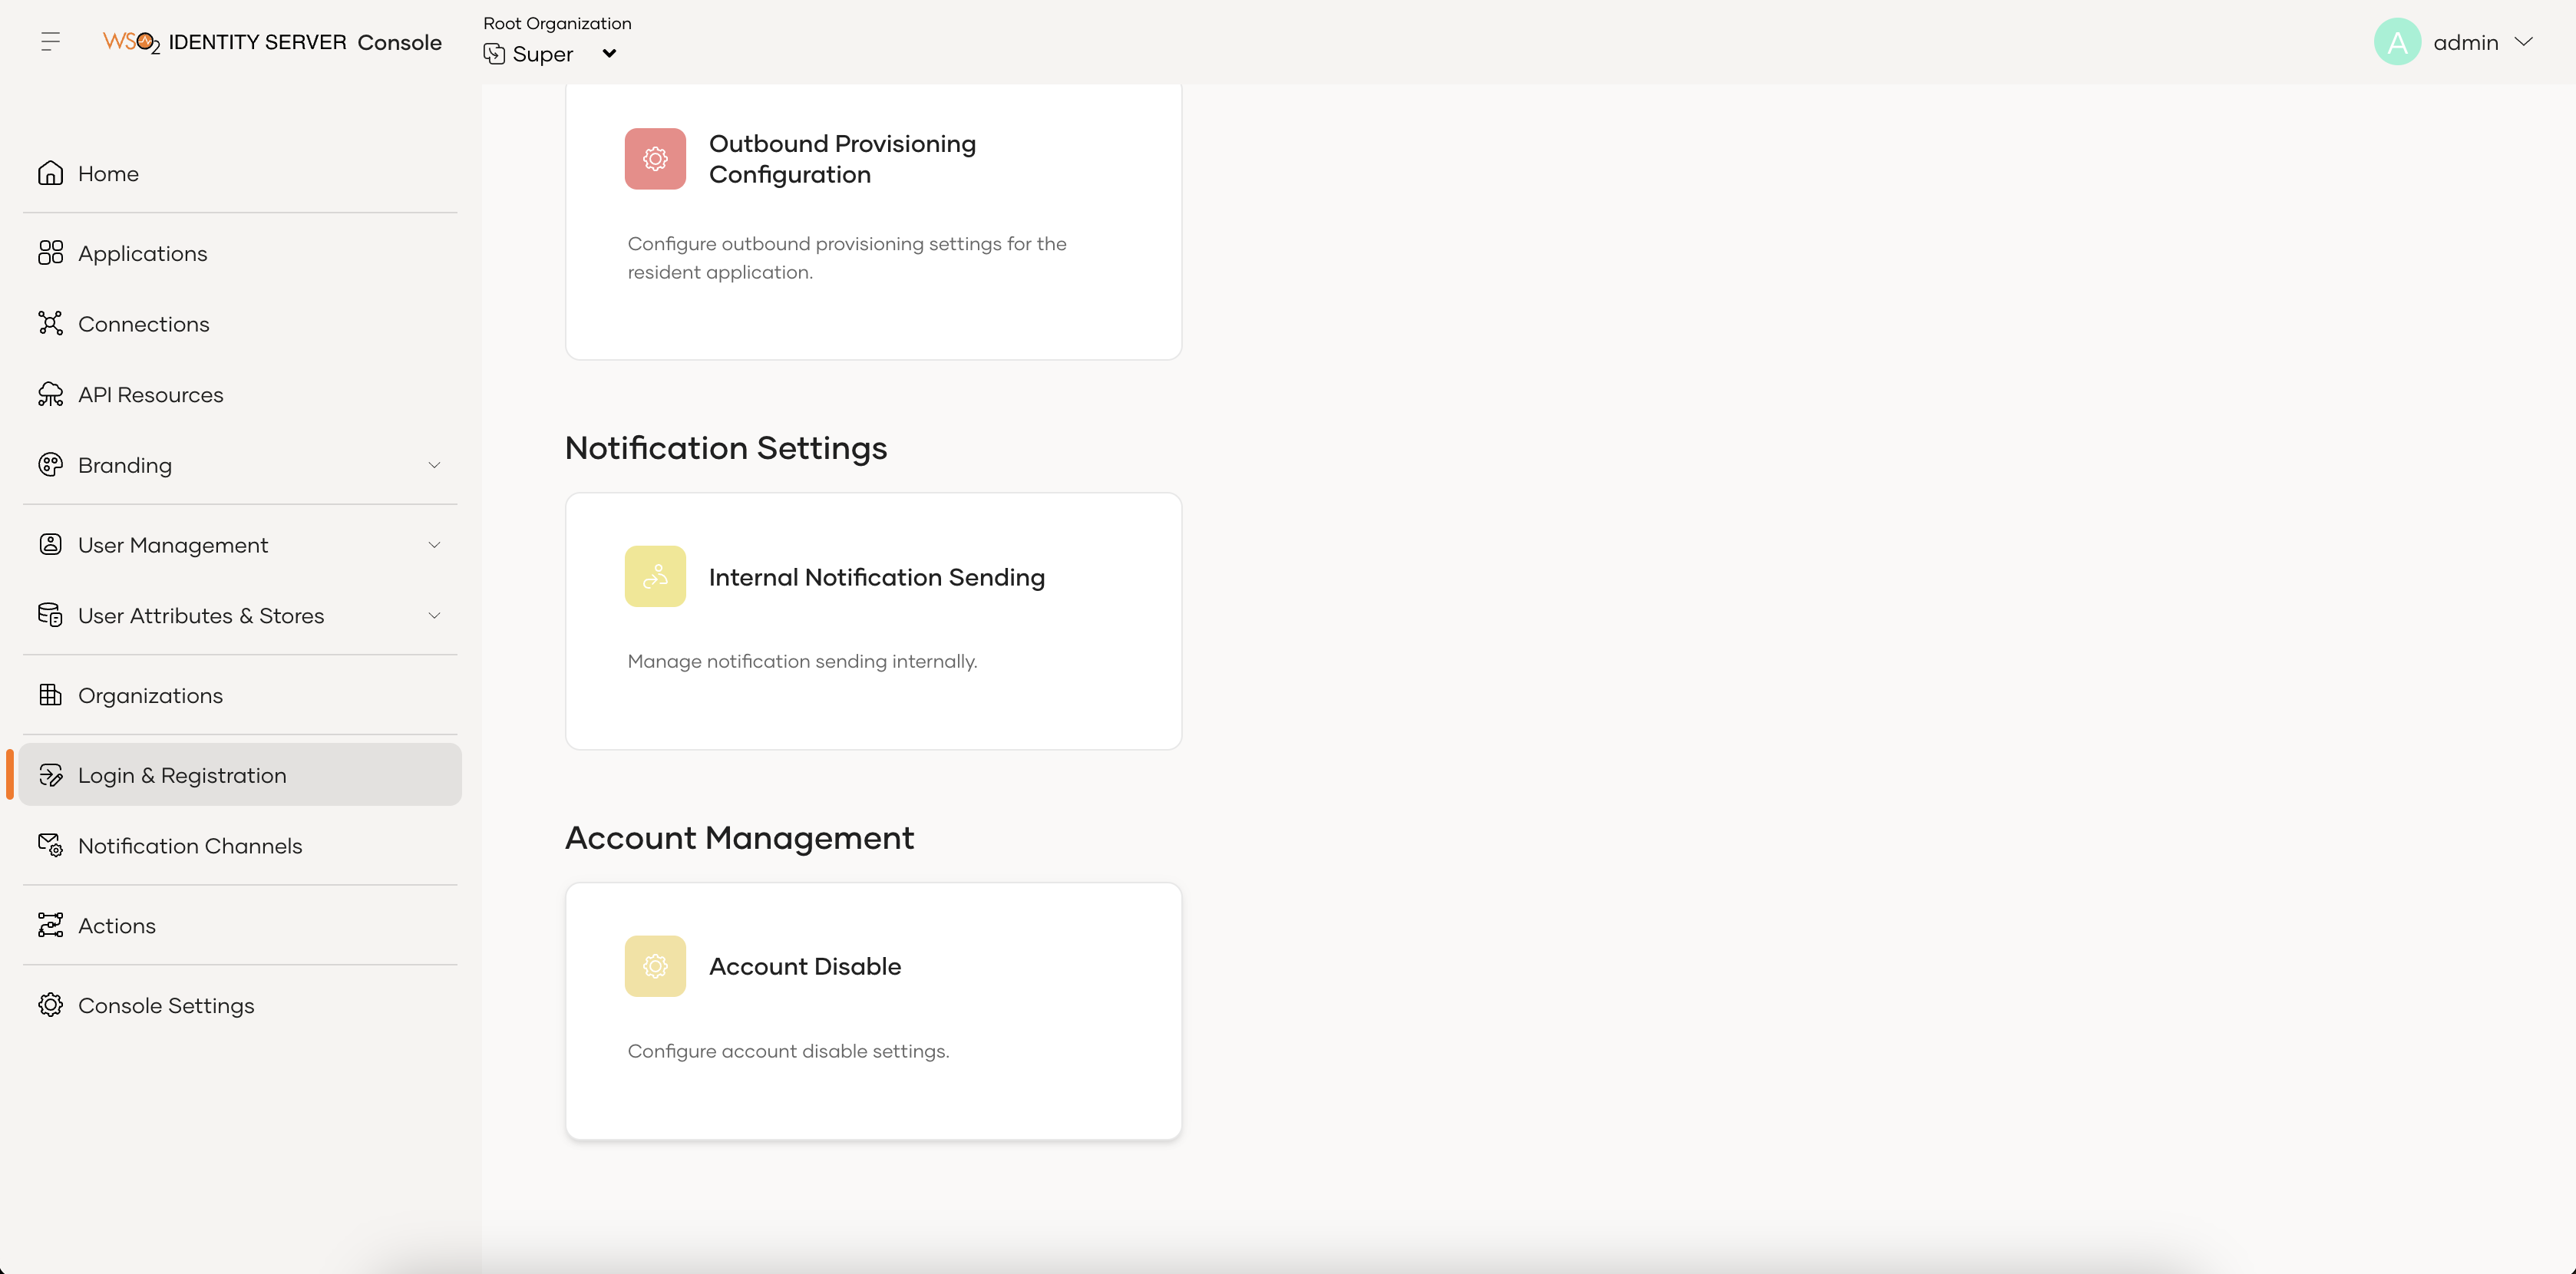 WSO2 IDENTITY SERVER Console
Root Organization
Super
A
admin
Home
Applications
Connections
API Resources
Branding
User Management
User Attributes & Stores
Organizations
Login & Registration
Notification Channels
Actions
Console Settings
Outbound Provisioning
Configuration
Configure outbound provisioning settings for the
resident application.
Notification Settings
Internal Notification Sending
Manage notification sending internally.
Account Management
Account Disable
Configure account disable settings.